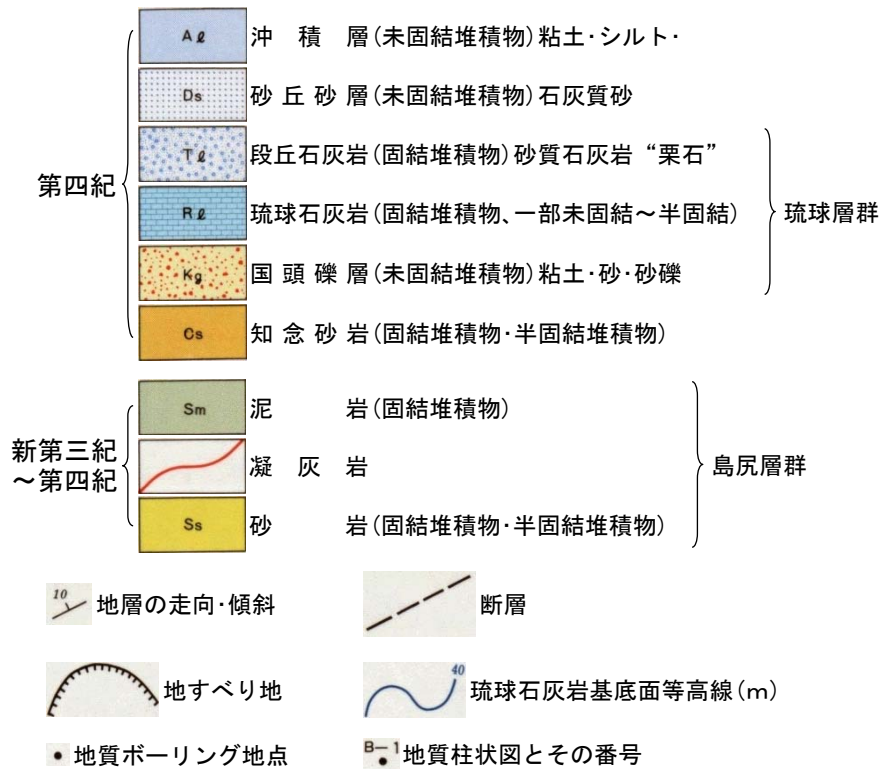 Aℓ 沖積層(未固結堆積物)粘土・シルト・
Ds 砂丘砂層(未固結堆積物)石灰質砂
Tℓ 段丘石灰岩(固結堆積物)砂質石灰岩 “栗石”
第四紀
Rℓ 琉球石灰岩(固結堆積物、一部未固結～半固結)
琉球層群
Kg 国頭礫層(未固結堆積物)粘土・砂・砂礫
Cs 知念砂岩(固結堆積物・半固結堆積物)
Sm 泥岩(固結堆積物)
新第三紀
～第四紀
凝灰岩
島尻層群
Ss 砂岩(固結堆積物・半固結堆積物)
10 地層の走向・傾斜
断層
地すべり地
40 琉球石灰岩基底面等高線(m)
地質ボーリング地点
B-1 地質柱状図とその番号